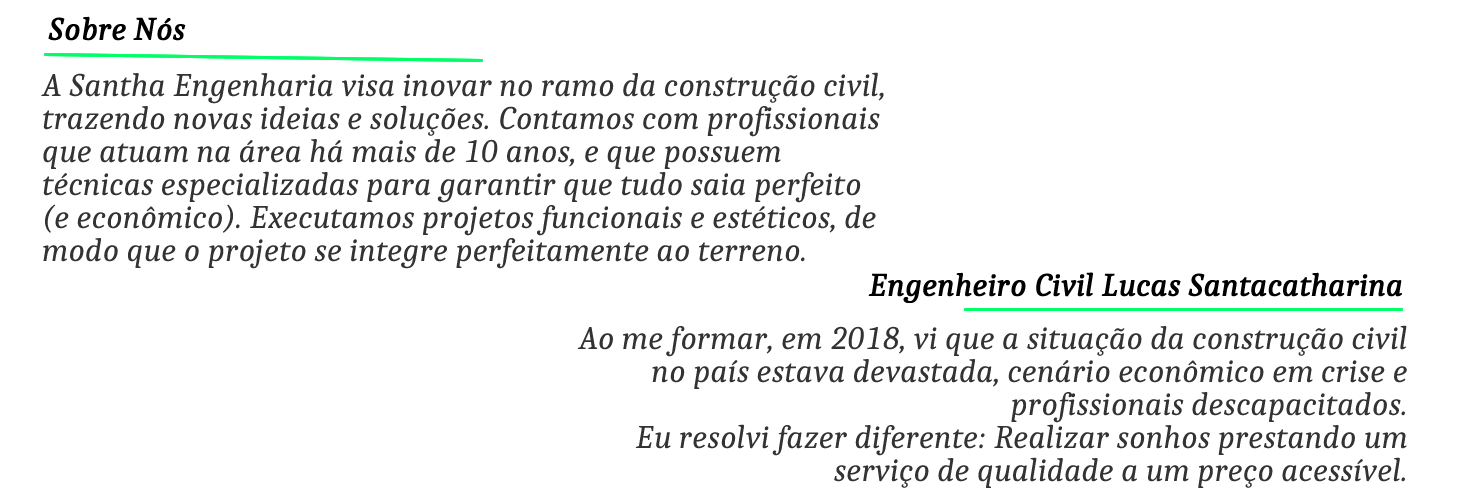 Sobre Nós
A Santha Engenharia visa inovar no ramo da construção civil,
trazendo novas ideias e soluções. Contamos com profissionais
que atuam na área há mais de 10 anos, e que possuem
técnicas especializadas para garantir que tudo saia perfeito
(e econômico). Executamos projetos funcionais e estéticos, de
modo que o projeto se integre perfeitamente ao terreno.
Engenheiro Civil Lucas Santacatharina
Ao me formar, em 2018, vi que a situação da construção civil
no país estava devastada, cenário econômico em crise e
profissionais descapacitados.
Eu resolvi fazer diferente: Realizar sonhos prestando um
serviço de qualidade a um preço acessível.